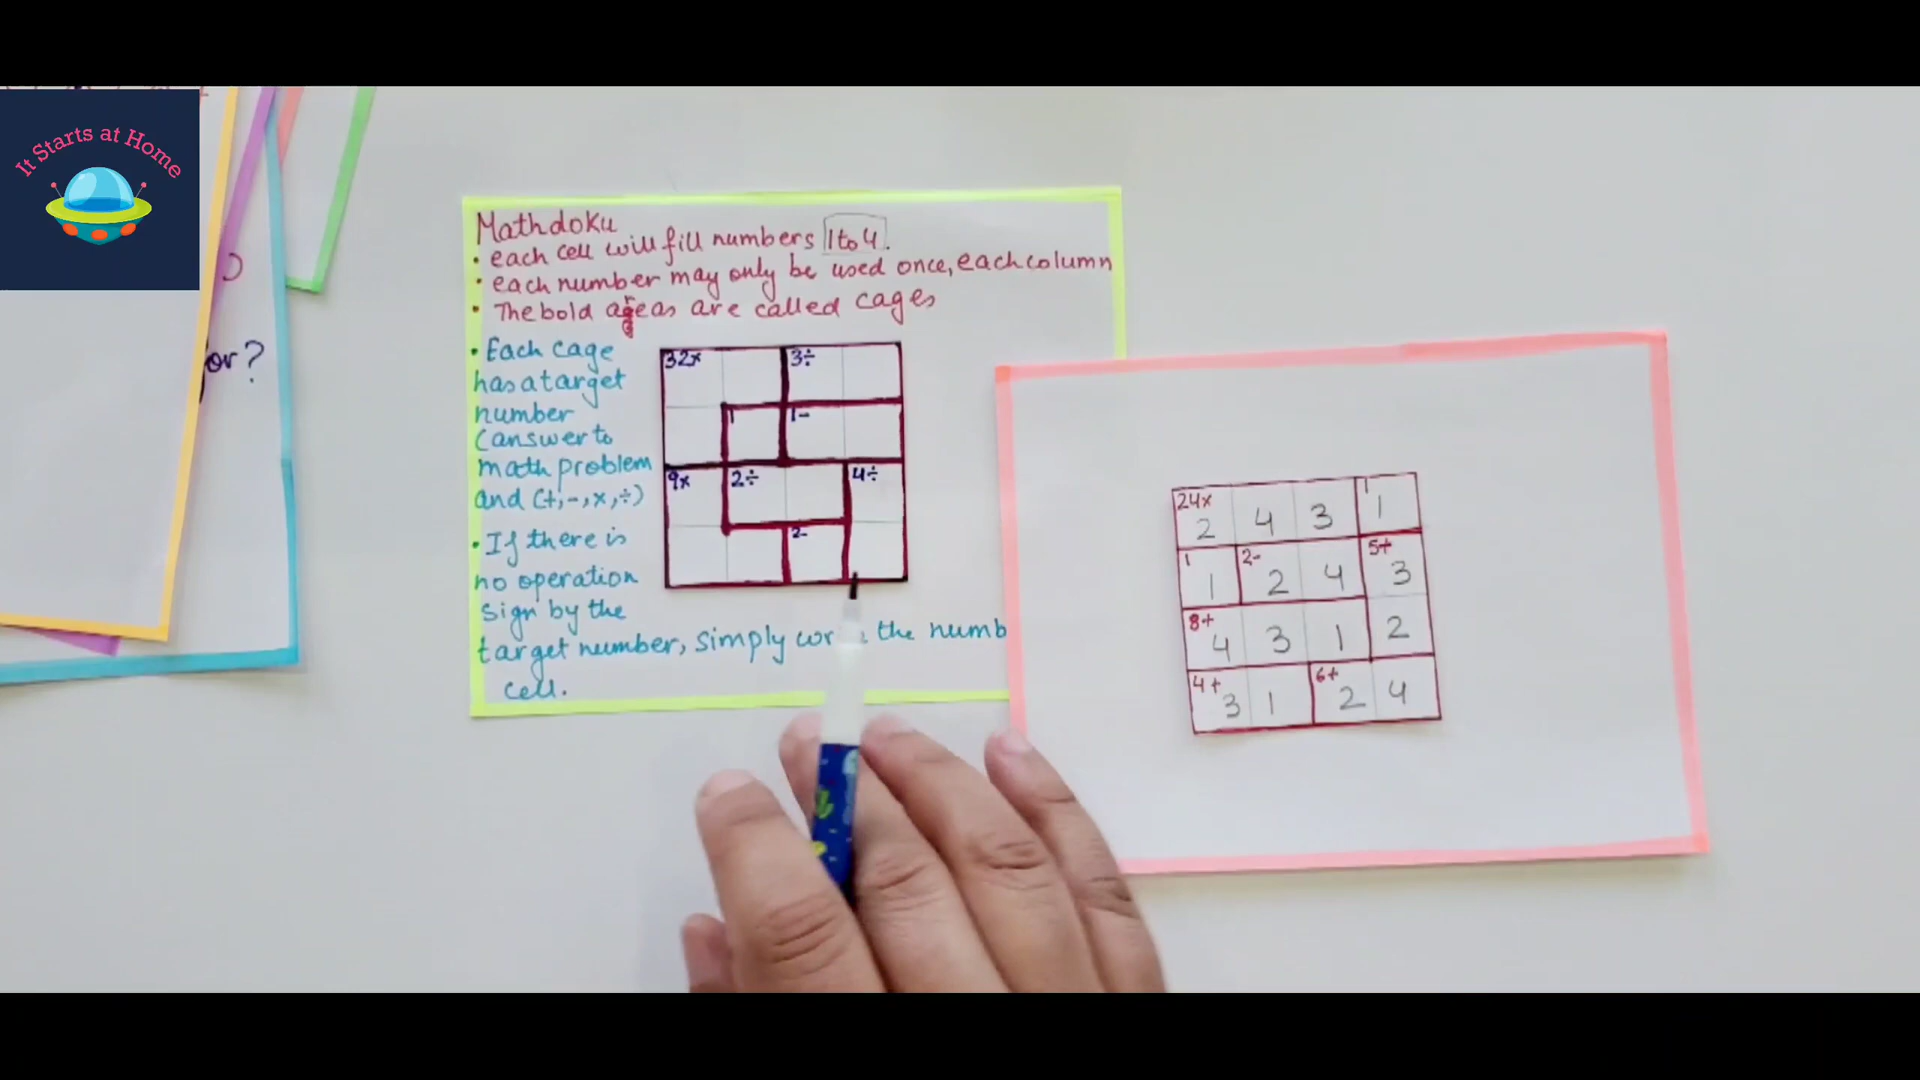 It Starts at Home
or?
Mathdoku
• each cell will fill numbers 1 to 4.
• each number may only be used once, each column
• The bold areas are called cages
• Each cage
has a target
number
(answer to
math problem
and (+, -, x, ÷)
• If there is
no operation
sign by the
target number, simply the numb
cell.
32x 3÷
1 1-
9x 2÷ 4÷
2
24x 1
2 4 3 1
1 2- 5+
1 2 4 3
8+
4 3 1 2
4+ 6+
3 1 2 4